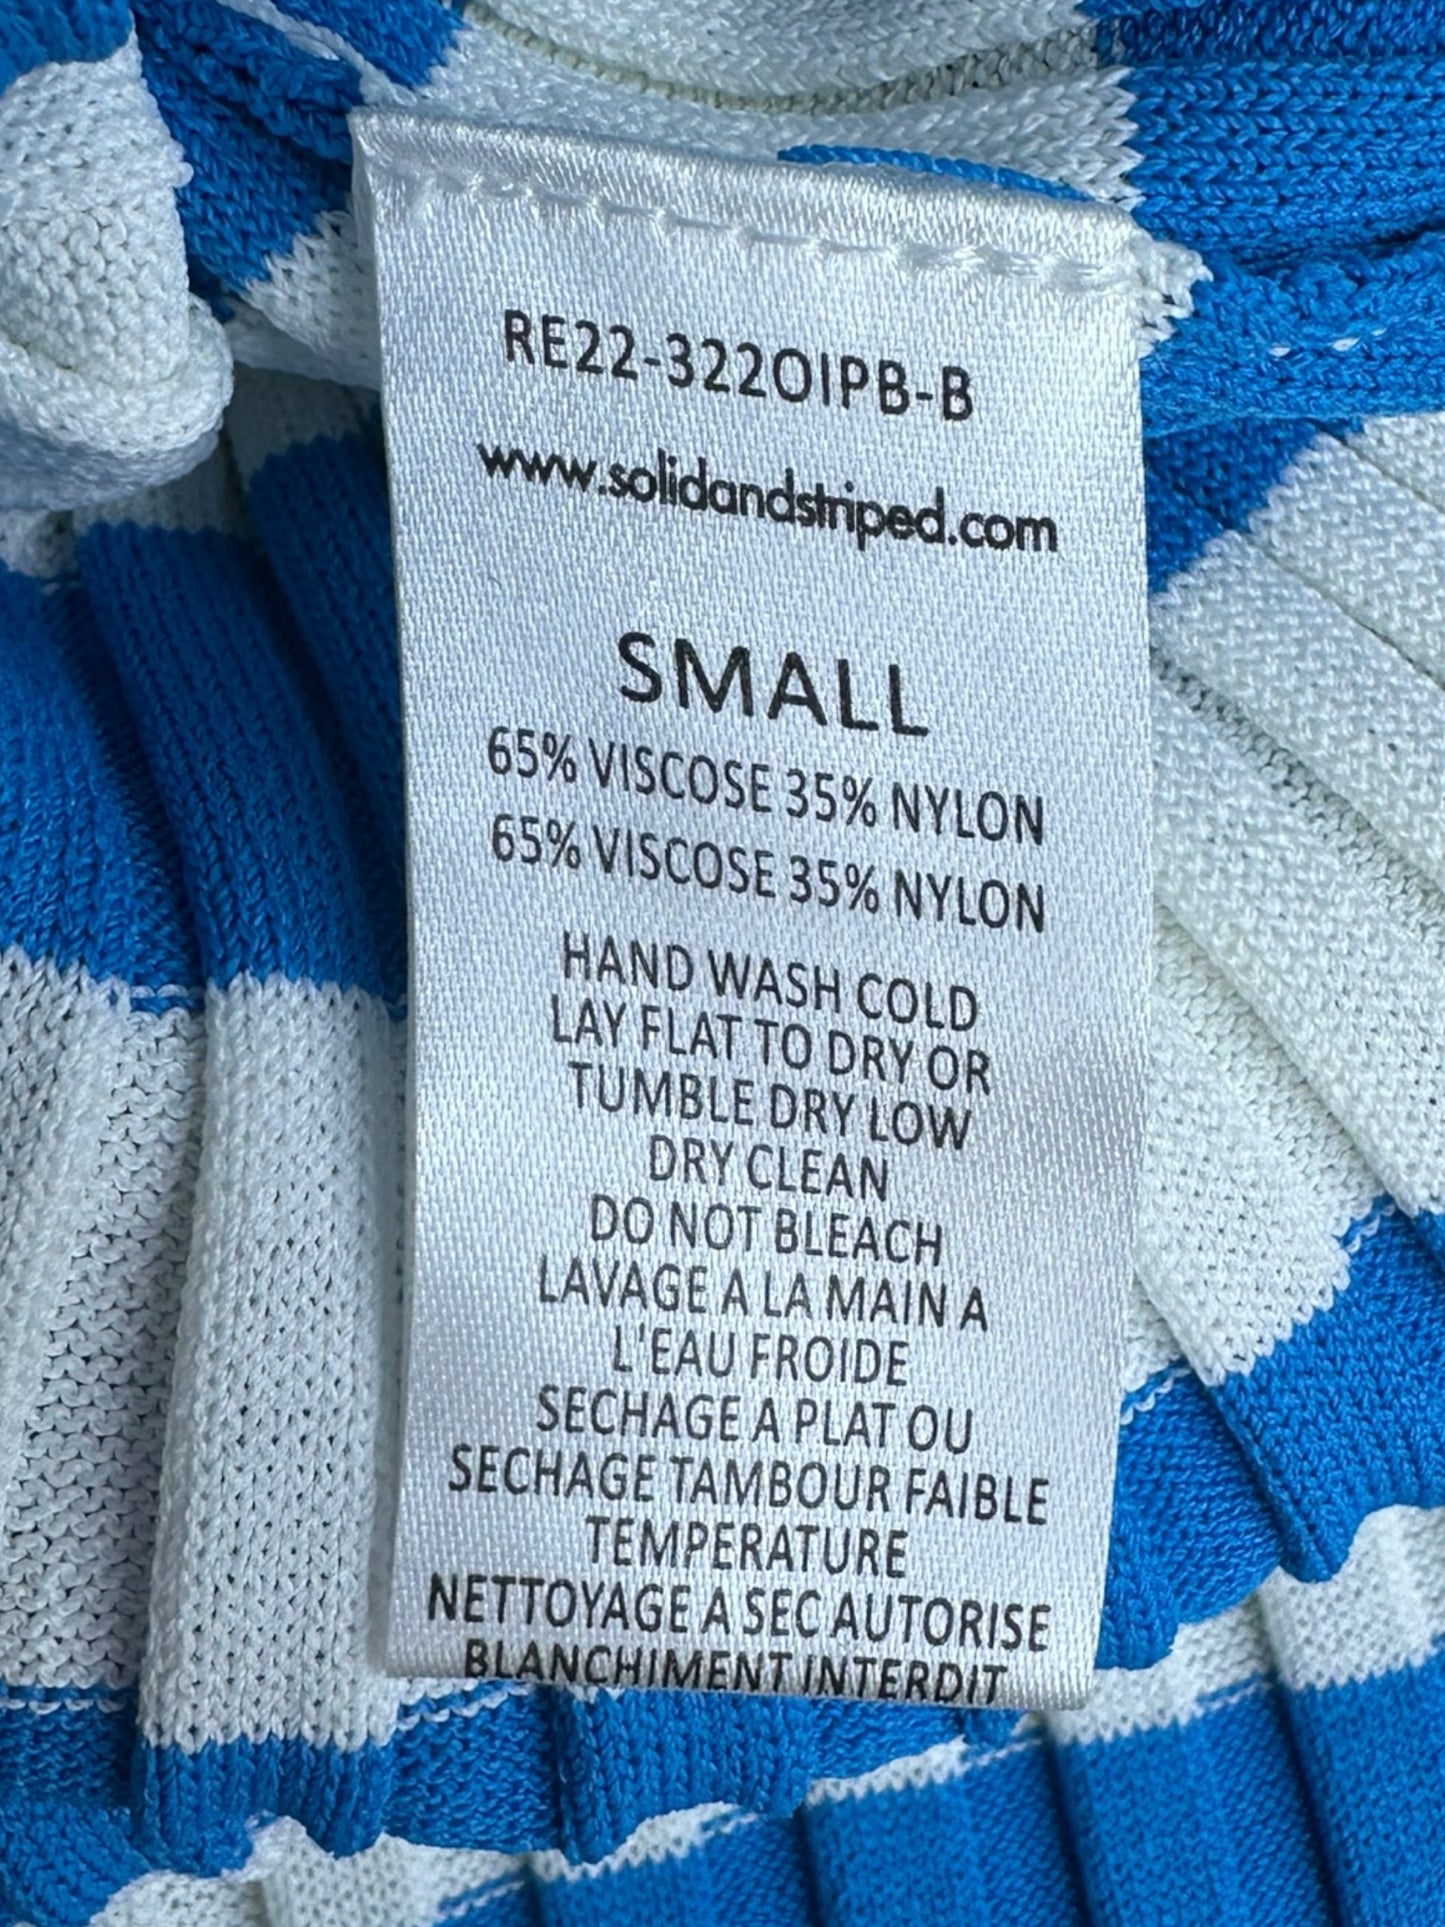 RE22-322OIPB-B
www.solidandstriped.com
SMALL
65% VISCOSE 35% NYLON
65% VISCOSE 35% NYLON
HAND WASH COLD
LAY FLAT TO DRY OR
TUMBLE DRY LOW
DRY CLEAN
DO NOT BLEACH
LAVAGE A LA MAIN A
L'EAU FROIDE
SECHAGE A PLAT OU
SECHAGE TAMBOUR FAIBLE
TEMPERATURE
NETTOYAGE A SEC AUTORISE
BLANCHIMENT INTERDIT